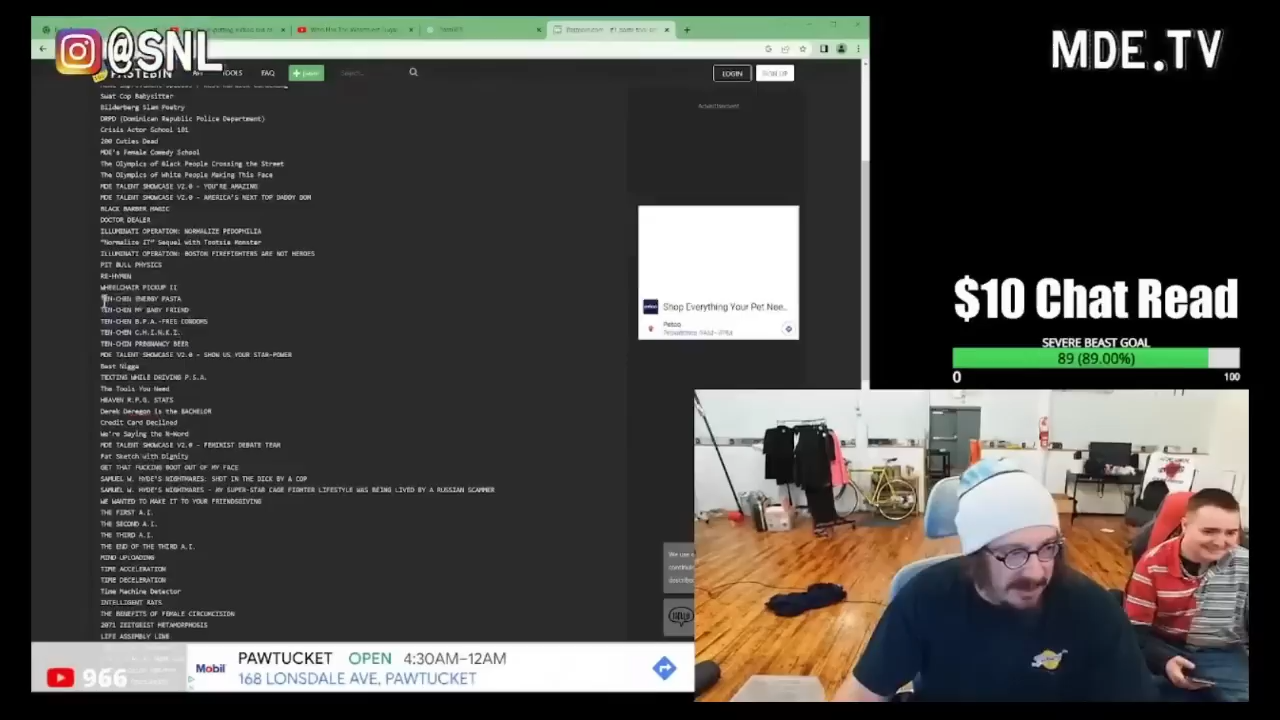 @SNL
MDE.TV
PASTEBIN API TOOLS FAQ + paste Search... LOGIN SIGN UP
Advertisement
Swat Cop Babysitter
Bilderberg Slam Poetry
DRPD (Dominican Republic Police Department)
Crisis Actor School 101
200 Cuties Dead
MDE's Female Comedy School
The Olympics of Black People Crossing the Street
The Olympics of White People Making This Face
MDE TALENT SHOWCASE V2.0 - YOU'RE AMAZING
MDE TALENT SHOWCASE V2.0 - AMERICA'S NEXT TOP DADDY DOM
BLACK BARBER MAGIC
DOCTOR DEALER
ILLUMINATI OPERATION: NORMALIZE PEDOPHILIA
"Normalize IT" Sequel with Tootsie Monster
ILLUMINATI OPERATION: BOSTON FIREFIGHTERS ARE NOT HEROES
PIT BULL PHYSICS
RE-HYMEN
WHEELCHAIR PICKUP II
TEN-CHEN ENERGY PASTA
TEN-CHEN MY BABY FRIEND
TEN-CHEN B.P.A.-FREE CONDOMS
TEN-CHEN C.H.I.N.K.I.
TEN-CHIN PREGNANCY BEER
MDE TALENT SHOWCASE V2.0 - SHOW US YOUR STAR-POWER
Best Nigga
TEXTING WHILE DRIVING P.S.A.
The Tools You Need
HEAVEN R.P.G. STATS
Derek Deregon is the BACHELOR
Credit Card Declined
We're Saying the N-Word
MDE TALENT SHOWCASE V2.0 - FEMINIST DEBATE TEAM
Fat Sketch with Dignity
GET THAT FUCKING BOOT OUT OF MY FACE
SAMUEL W. HYDE'S NIGHTMARES: SHOT IN THE DICK BY A COP
SAMUEL W. HYDE'S NIGHTMARES - MY SUPER-STAR CAGE FIGHTER LIFESTYLE WAS BEING LIVED BY A RUSSIAN SCAMMER
WE WANTED TO MAKE IT TO YOUR FRIENDSGIVING
THE FIRST A.I.
THE SECOND A.I.
THE THIRD A.I.
THE END OF THE THIRD A.I.
MIND UPLOADING
TIME ACCELERATION
TIME DECELERATION
Time Machine Detector
INTELLIGENT RATS
THE BENEFITS OF FEMALE CIRCUMCISION
2071 ZEITGEIST METAMORPHOSIS
LIFE ASSEMBLY LINE
Shop Everything Your Pet Nee..
Petco
$10 Chat Read
SEVERE BEAST GOAL
89 (89.00%)
0 100
966
Mobil
PAWTUCKET OPEN 4:30AM–12AM
168 LONSDALE AVE, PAWTUCKET